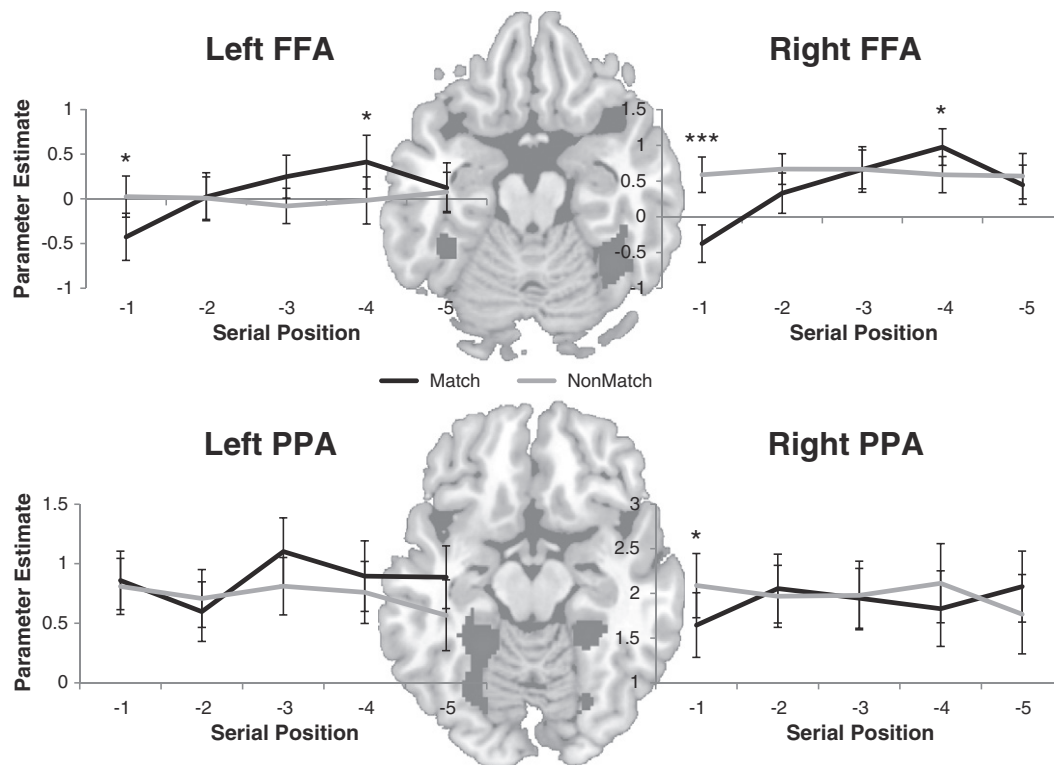 Left FFA
Right FFA
Parameter Estimate
1
0.5
0
-0.5
-1
*
*
-1 -2 -3 -4 -5
Serial Position
1.5
1
0.5
0
-0.5
-1
***
*
-1 -2 -3 -4 -5
Serial Position
Match NonMatch
Left PPA
Right PPA
Parameter Estimate
1.5
1
0.5
0
-1 -2 -3 -4 -5
Serial Position
3
2.5
2
1.5
1
*
-1 -2 -3 -4 -5
Serial Position